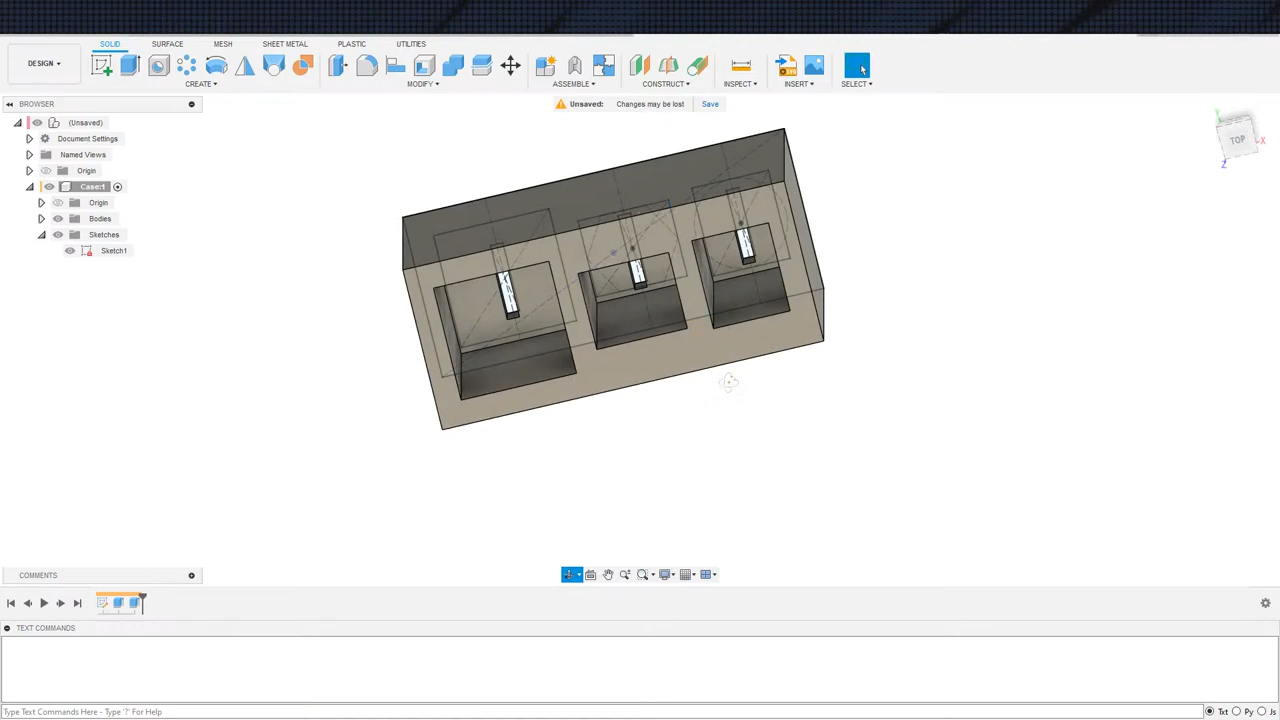 SOLID SURFACE MESH SHEET METAL PLASTIC UTILITIES
DESIGN
CREATE MODIFY ASSEMBLE CONSTRUCT INSPECT INSERT SELECT
BROWSER
Unsaved: Changes may be lost Save
(Unsaved)
Document Settings
Named Views
Origin
Case:1
Origin
Bodies
Sketches
Sketch1
TOP
X
Y
Z
COMMENTS
TEXT COMMANDS
Type Text Commands Here - Type '?' For Help
Txt Py Js